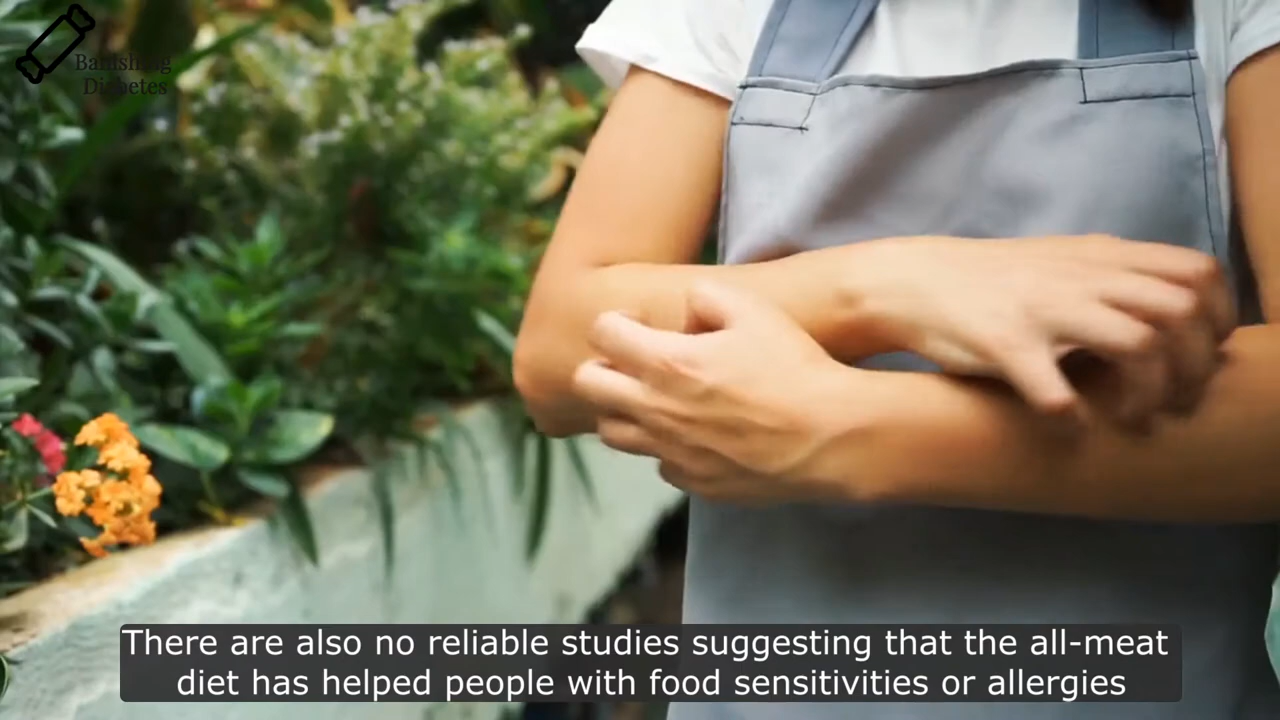 Banishing
Diabetes
There are also no reliable studies suggesting that the all-meat
diet has helped people with food sensitivities or allergies